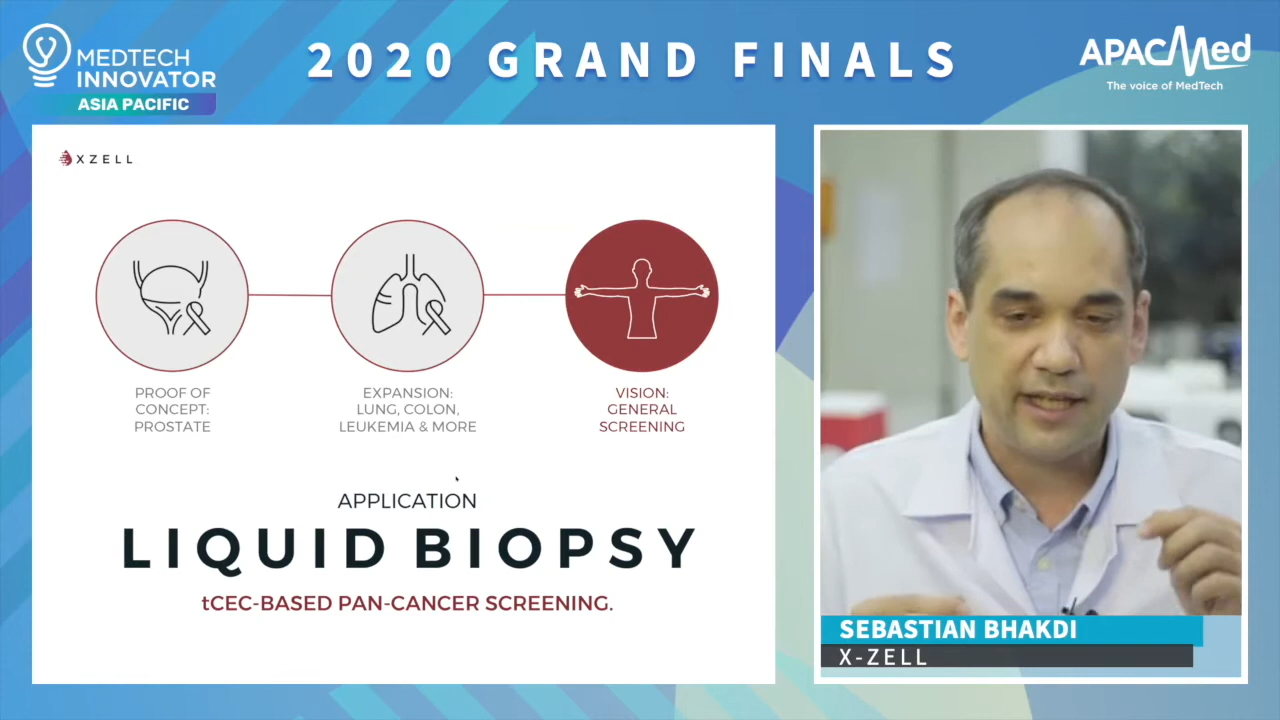 MEDTECH
INNOVATOR
ASIA PACIFIC
2020 GRAND FINALS
APACMed
The voice of MedTech
XZELL
PROOF OF
CONCEPT:
PROSTATE
EXPANSION:
LUNG, COLON,
LEUKEMIA & MORE
VISION:
GENERAL
SCREENING
APPLICATION
LIQUID BIOPSY
tCEC-BASED PAN-CANCER SCREENING.
SEBASTIAN BHAKDI
X-ZELL